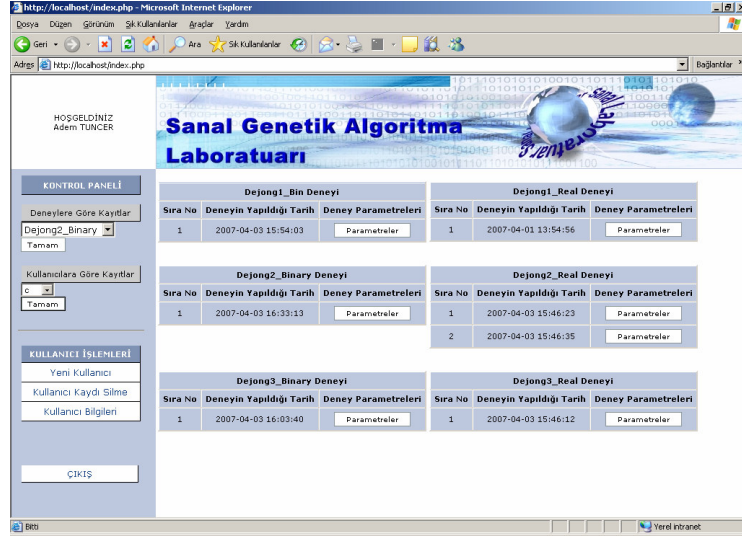 http://localhost/index.php - Microsoft Internet Explorer
Dosya Düzen Görünüm Sık Kullanılanlar Araçlar Yardım
Geri Ara Sık Kullanılanlar
Adres http://localhost/index.php Bağlantılar
HOŞGELDİNİZ
Adem TUNCER
Sanal Genetik Algoritma
Laboratuarı
KONTROL PANELİ
Deneylere Göre Kayıtlar
Dejong2_Binary
Tamam
Kullanıcılara Göre Kayıtlar
c
Tamam
KULLANICI İŞLEMLERİ
Yeni Kullanıcı
Kullanıcı Kaydı Silme
Kullanıcı Bilgileri
ÇIKIŞ
Dejong1_Bin Deneyi
Sıra No Deneyin Yapıldığı Tarih Deney Parametreleri
1 2007-04-03 15:54:03 Parametreler
Dejong1_Real Deneyi
Sıra No Deneyin Yapıldığı Tarih Deney Parametreleri
1 2007-04-01 13:54:56 Parametreler
Dejong2_Binary Deneyi
Sıra No Deneyin Yapıldığı Tarih Deney Parametreleri
1 2007-04-03 16:33:13 Parametreler
Dejong2_Real Deneyi
Sıra No Deneyin Yapıldığı Tarih Deney Parametreleri
1 2007-04-03 15:46:23 Parametreler
2 2007-04-03 15:46:35 Parametreler
Dejong3_Binary Deneyi
Sıra No Deneyin Yapıldığı Tarih Deney Parametreleri
1 2007-04-03 16:03:40 Parametreler
Dejong3_Real Deneyi
Sıra No Deneyin Yapıldığı Tarih Deney Parametreleri
1 2007-04-03 15:46:12 Parametreler
Bitti Yerel intranet